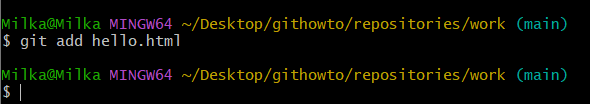 Milka@Milka MINGW64 ~/Desktop/githowto/repositories/work (main)
$ git add hello.html
Milka@Milka MINGW64 ~/Desktop/githowto/repositories/work (main)
$